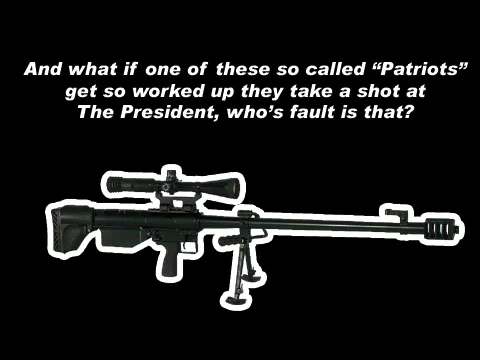 And what if one of these so called “Patriots”
get so worked up they take a shot at
The President, who’s fault is that?